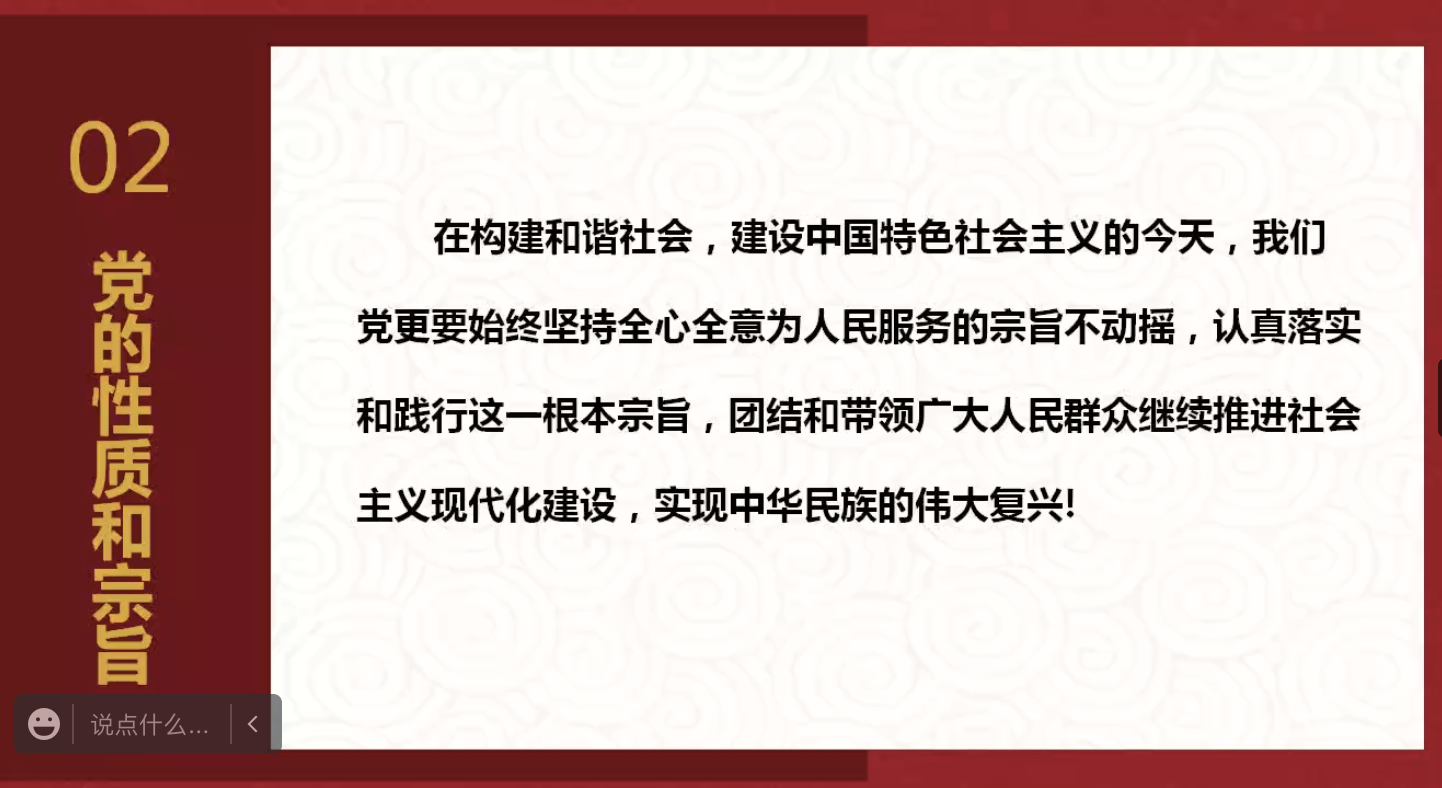 02
党的性质和宗旨
在构建和谐社会，建设中国特色社会主义的今天，我们
党更要始终坚持全心全意为人民服务的宗旨不动摇，认真落实
和践行这一根本宗旨，团结和带领广大人民群众继续推进社会
主义现代化建设，实现中华民族的伟大复兴!
说点什么...